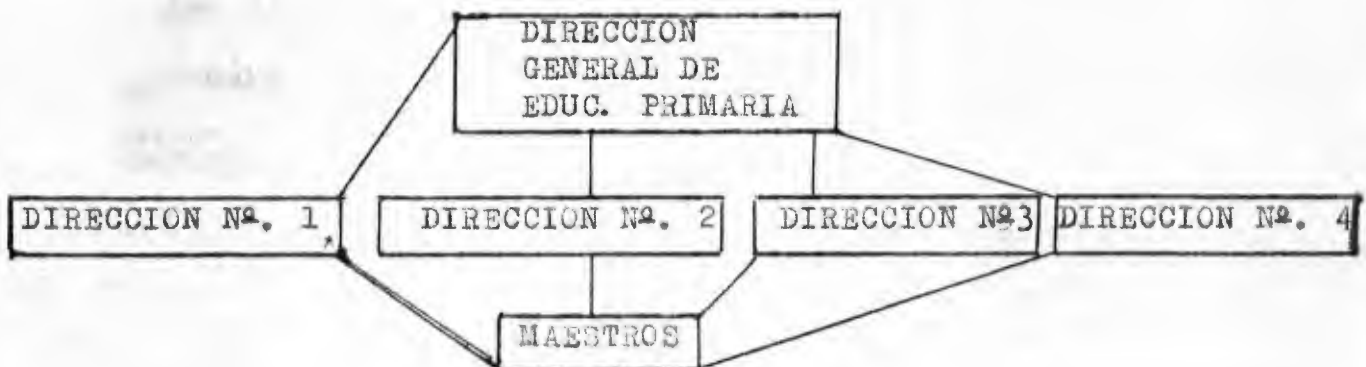 DIRECCION
GENERAL DE
EDUC. PRIMARIA
DIRECCION Nº. 1
DIRECCION Nº. 2
DIRECCION Nº3
DIRECCION Nº. 4
MAESTROS